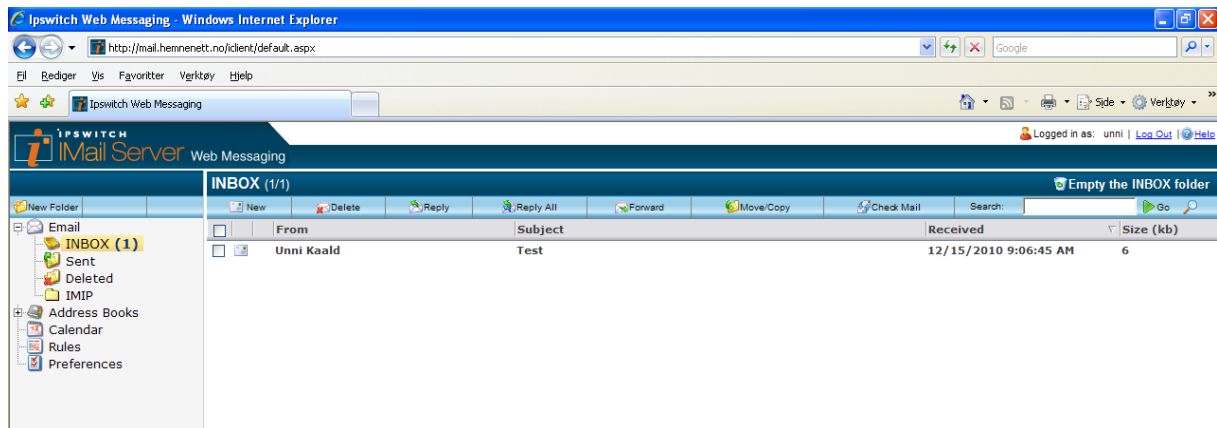 Ipswitch Web Messaging - Windows Internet Explorer
http://mail.hemnenett.no/iclient/default.aspx
Google
Fil Rediger Vis Favoritter Verktøy Hjelp
Ipswitch Web Messaging
Side Verktøy »
IPSWITCH
IMail Server Web Messaging
Logged in as: unni | Log Out | Help
INBOX (1/1)
Empty the INBOX folder
New Folder
New Delete Reply Reply All Forward Move/Copy Check Mail Search: Go
Email
INBOX (1)
Sent
Deleted
IMIP
Address Books
Calendar
Rules
Preferences
From Subject Received Size (kb)
Unni Kaald Test 12/15/2010 9:06:45 AM 6